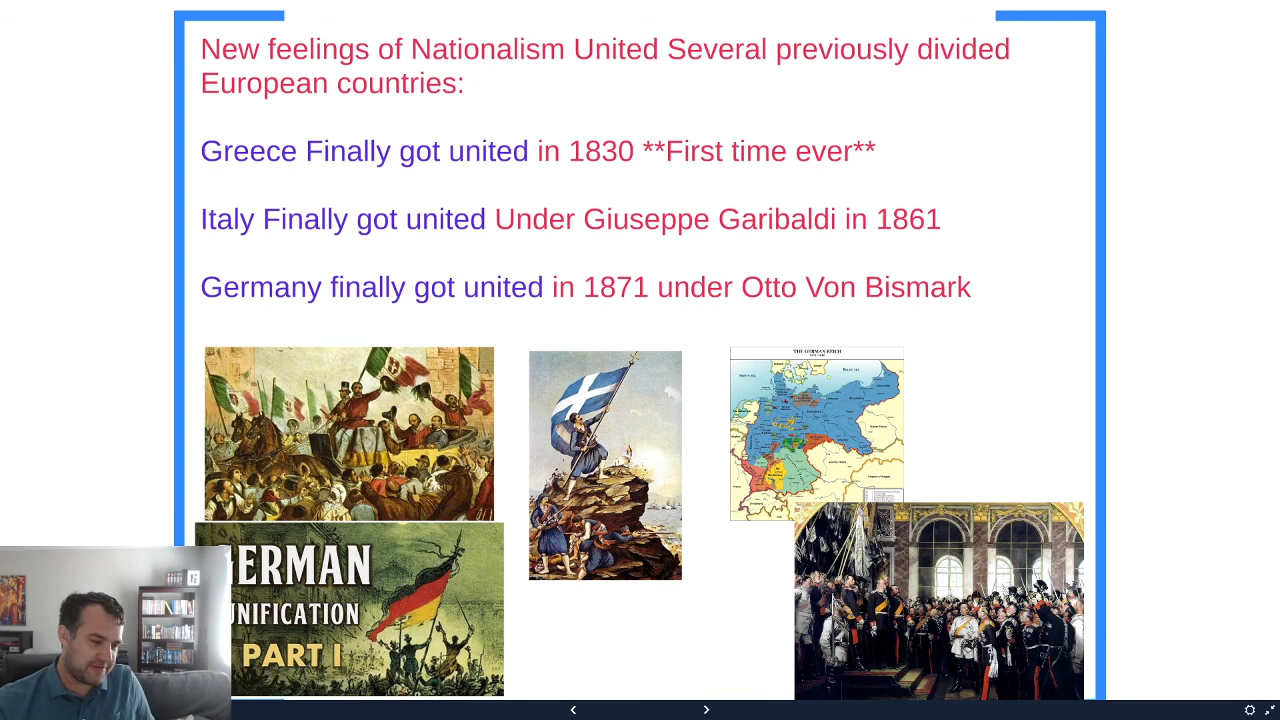 New feelings of Nationalism United Several previously divided
European countries:
Greece Finally got united in 1830 **First time ever**
Italy Finally got united Under Giuseppe Garibaldi in 1861
Germany finally got united in 1871 under Otto Von Bismark
THE GERMAN REICH
ERMAN
UNIFICATION
PART I